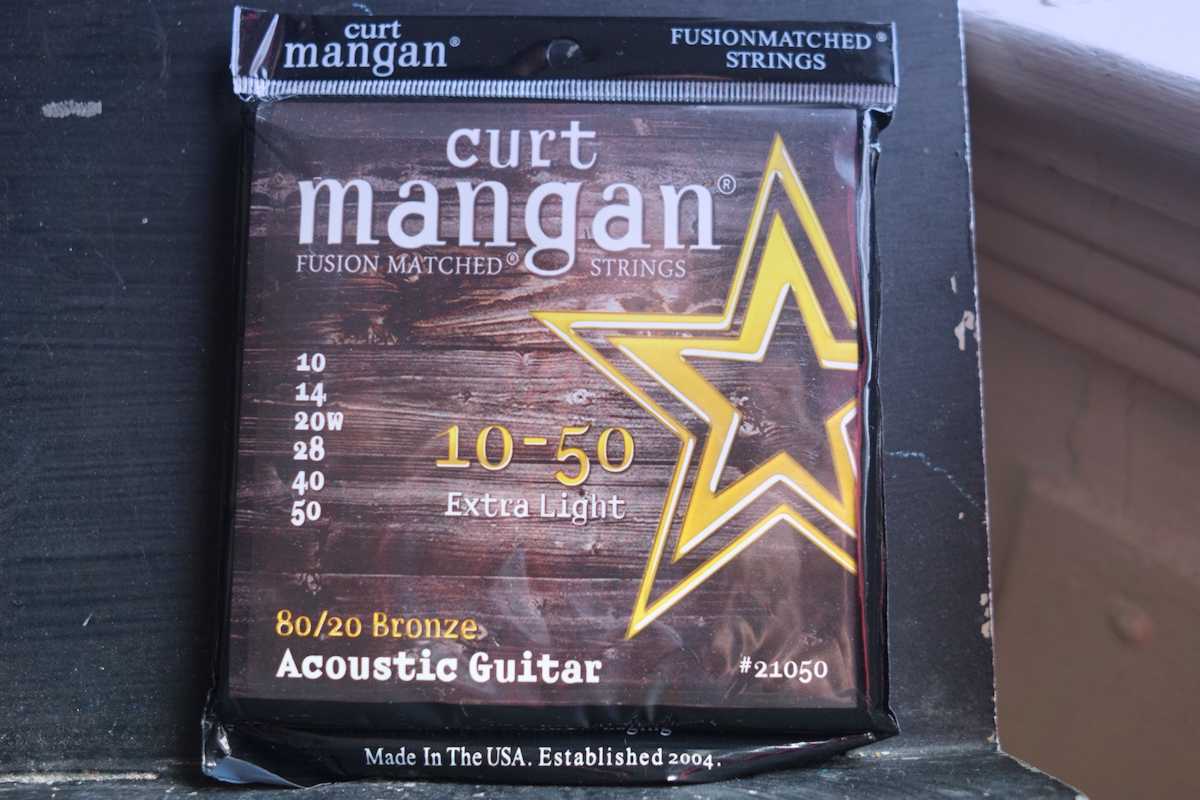 curt
mangan®
FUSIONMATCHED®
STRINGS
curt
mangan®
FUSION MATCHED® STRINGS
10
14
20W
28
40
50
10-50
Extra Light
80/20 Bronze
Acoustic Guitar
#21050
Made In The USA. Established 2004.